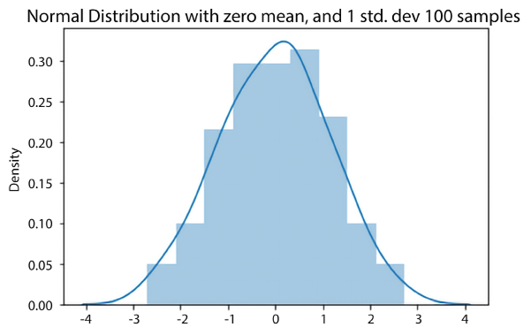 Normal Distribution with zero mean, and 1 std. dev 100 samples
Density
0.30
0.25
0.20
0.15
0.10
0.05
0.00
-4 -3 -2 -1 0 1 2 3 4